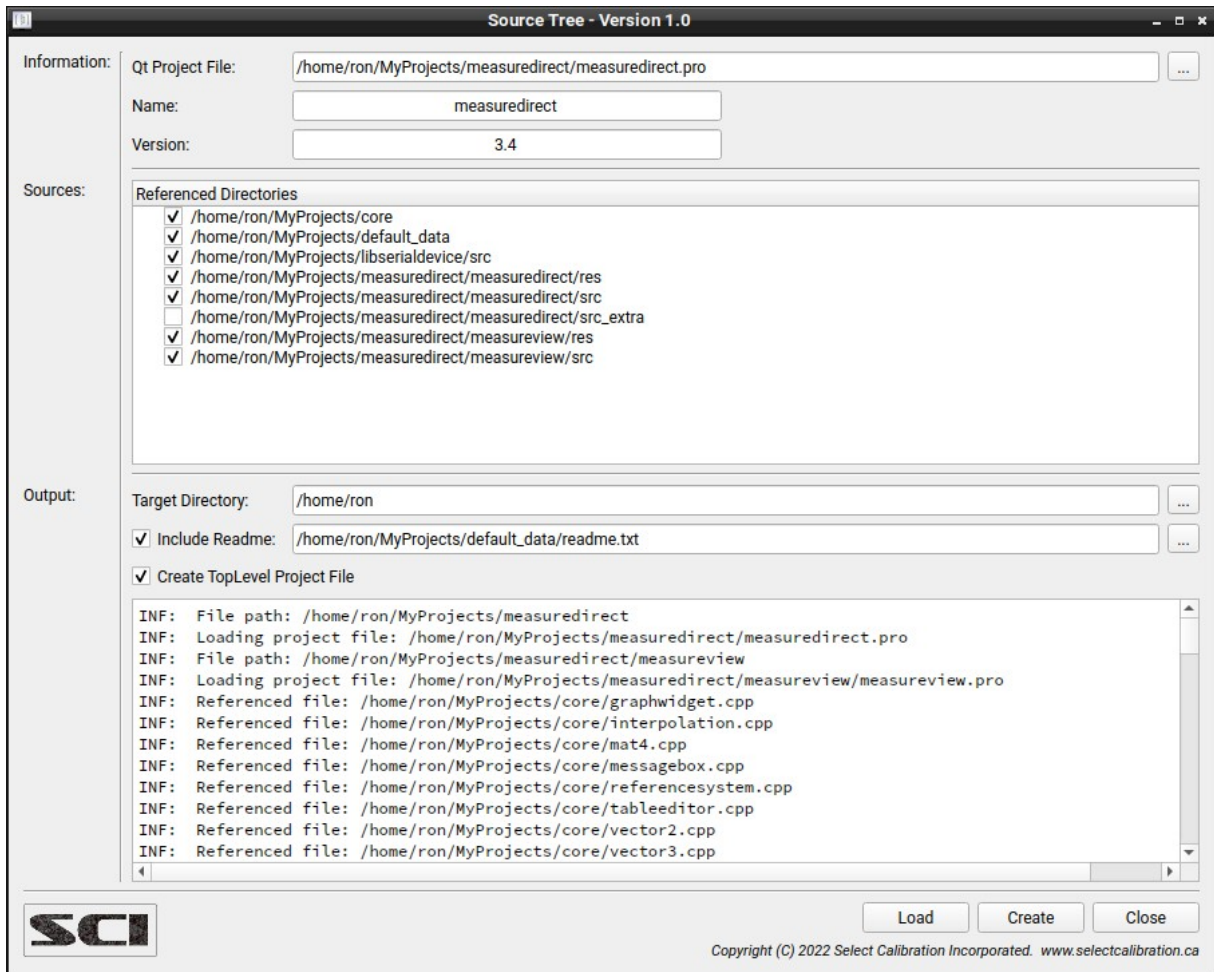 Source Tree - Version 1.0
Information:
Qt Project File: /home/ron/MyProjects/measuredirect/measuredirect.pro ...
Name: measuredirect
Version: 3.4
Sources:
Referenced Directories
/home/ron/MyProjects/core
/home/ron/MyProjects/default_data
/home/ron/MyProjects/libserialdevice/src
/home/ron/MyProjects/measuredirect/measuredirect/res
/home/ron/MyProjects/measuredirect/measuredirect/src
/home/ron/MyProjects/measuredirect/measuredirect/src_extra
/home/ron/MyProjects/measuredirect/measureview/res
/home/ron/MyProjects/measuredirect/measureview/src
Output:
Target Directory: /home/ron ...
Include Readme: /home/ron/MyProjects/default_data/readme.txt ...
Create TopLevel Project File
INF: File path: /home/ron/MyProjects/measuredirect
INF: Loading project file: /home/ron/MyProjects/measuredirect/measuredirect.pro
INF: File path: /home/ron/MyProjects/measuredirect/measureview
INF: Loading project file: /home/ron/MyProjects/measuredirect/measureview/measureview.pro
INF: Referenced file: /home/ron/MyProjects/core/graphwidget.cpp
INF: Referenced file: /home/ron/MyProjects/core/interpolation.cpp
INF: Referenced file: /home/ron/MyProjects/core/mat4.cpp
INF: Referenced file: /home/ron/MyProjects/core/messagebox.cpp
INF: Referenced file: /home/ron/MyProjects/core/referencesystem.cpp
INF: Referenced file: /home/ron/MyProjects/core/tableeditor.cpp
INF: Referenced file: /home/ron/MyProjects/core/vector2.cpp
INF: Referenced file: /home/ron/MyProjects/core/vector3.cpp
SCI
Load Create Close
Copyright (C) 2022 Select Calibration Incorporated. www.selectcalibration.ca